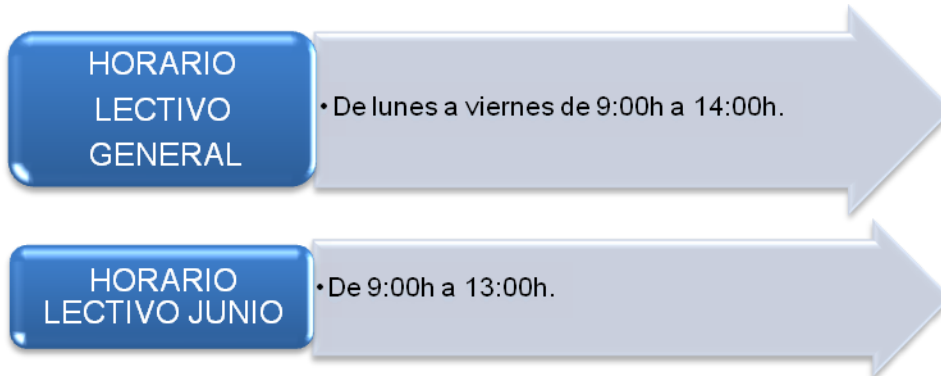 HORARIO
LECTIVO
GENERAL
• De lunes a viernes de 9:00h a 14:00h.
HORARIO
LECTIVO JUNIO
• De 9:00h a 13:00h.